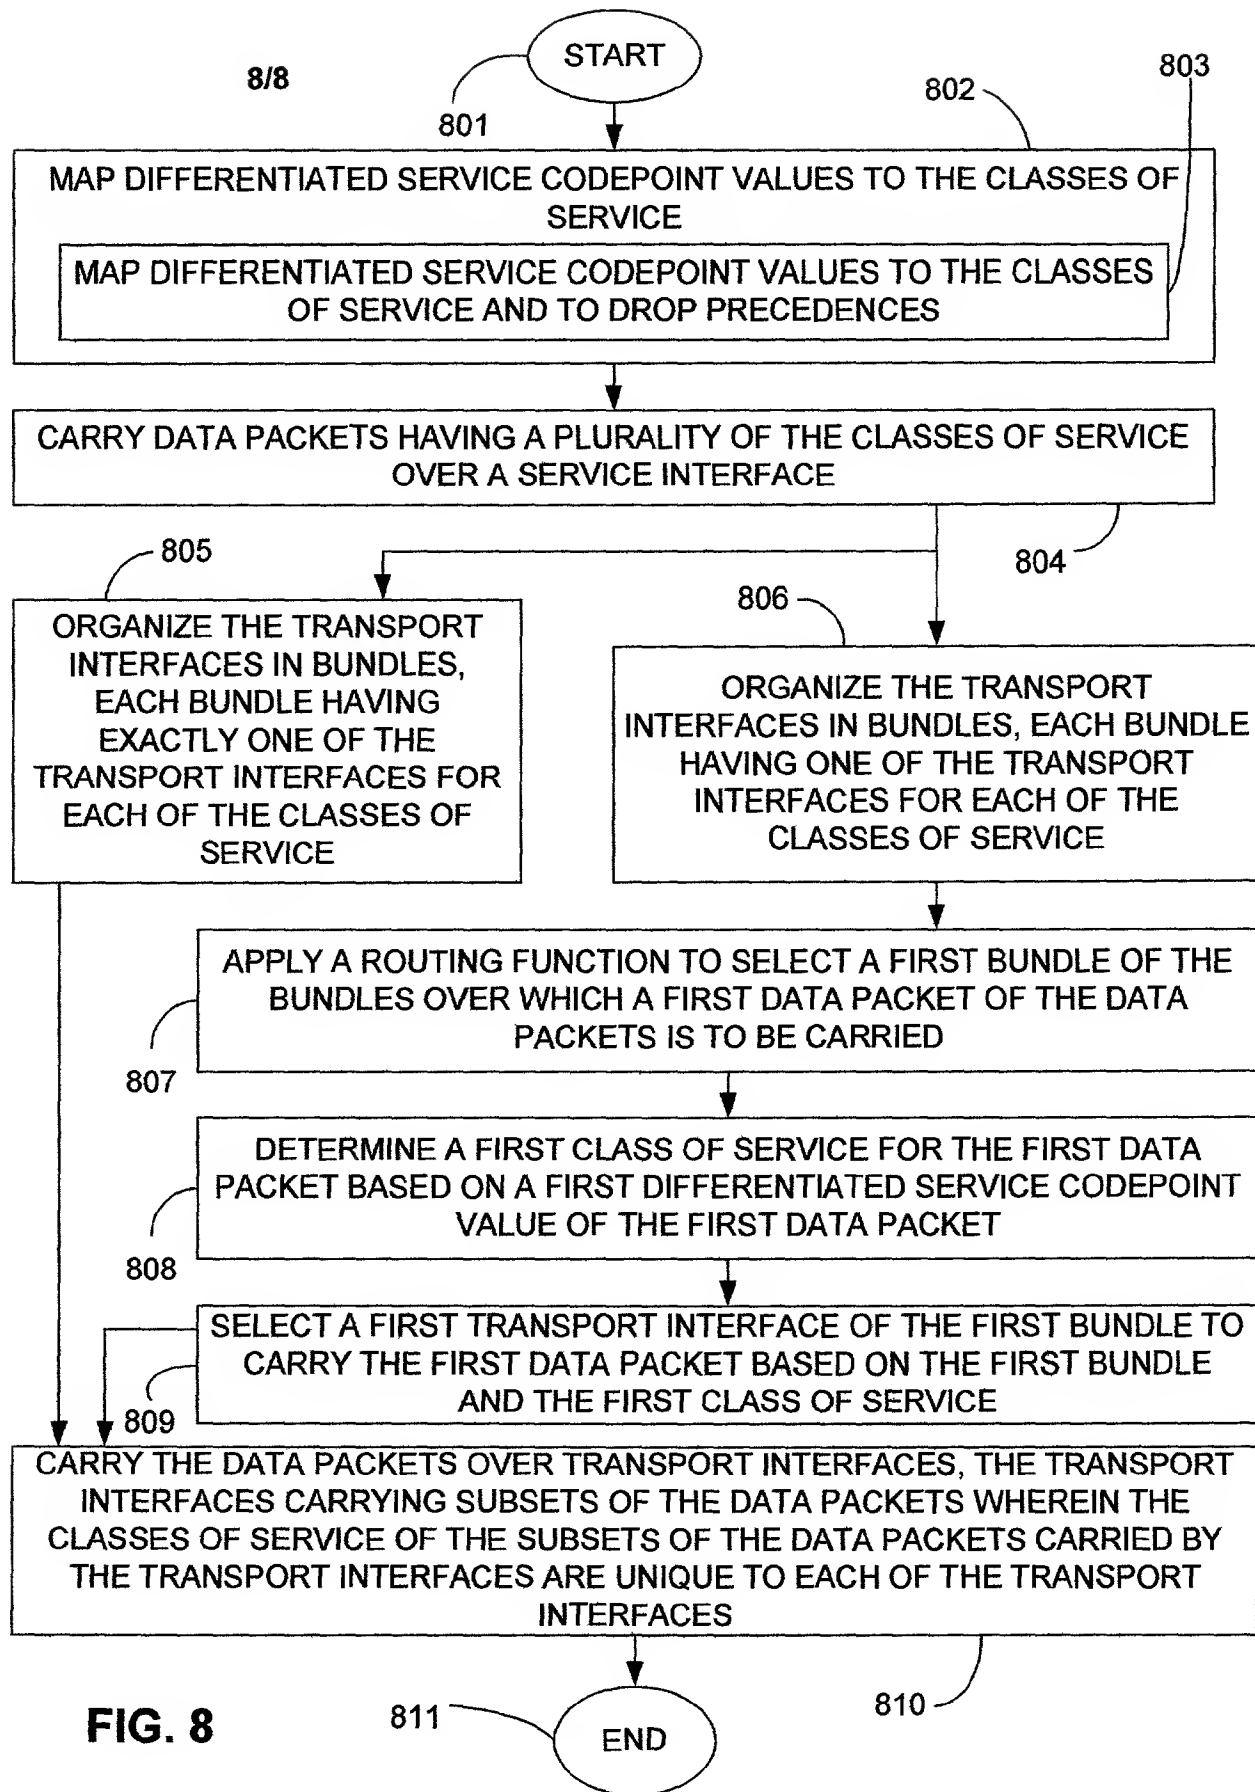 START
8/8
801
802
803
MAP DIFFERENTIATED SERVICE CODEPOINT VALUES TO THE CLASSES OF
SERVICE
MAP DIFFERENTIATED SERVICE CODEPOINT VALUES TO THE CLASSES
OF SERVICE AND TO DROP PRECEDENCES
CARRY DATA PACKETS HAVING A PLURALITY OF THE CLASSES OF SERVICE
OVER A SERVICE INTERFACE
804
805
ORGANIZE THE TRANSPORT
INTERFACES IN BUNDLES,
EACH BUNDLE HAVING
EXACTLY ONE OF THE
TRANSPORT INTERFACES FOR
EACH OF THE CLASSES OF
SERVICE
806
ORGANIZE THE TRANSPORT
INTERFACES IN BUNDLES, EACH BUNDLE
HAVING ONE OF THE TRANSPORT
INTERFACES FOR EACH OF THE
CLASSES OF SERVICE
APPLY A ROUTING FUNCTION TO SELECT A FIRST BUNDLE OF THE
BUNDLES OVER WHICH A FIRST DATA PACKET OF THE DATA
PACKETS IS TO BE CARRIED
807
DETERMINE A FIRST CLASS OF SERVICE FOR THE FIRST DATA
PACKET BASED ON A FIRST DIFFERENTIATED SERVICE CODEPOINT
VALUE OF THE FIRST DATA PACKET
808
SELECT A FIRST TRANSPORT INTERFACE OF THE FIRST BUNDLE TO
CARRY THE FIRST DATA PACKET BASED ON THE FIRST BUNDLE
AND THE FIRST CLASS OF SERVICE
809
CARRY THE DATA PACKETS OVER TRANSPORT INTERFACES, THE TRANSPORT
INTERFACES CARRYING SUBSETS OF THE DATA PACKETS WHEREIN THE
CLASSES OF SERVICE OF THE SUBSETS OF THE DATA PACKETS CARRIED BY
THE TRANSPORT INTERFACES ARE UNIQUE TO EACH OF THE TRANSPORT
INTERFACES
810
811
END
FIG. 8